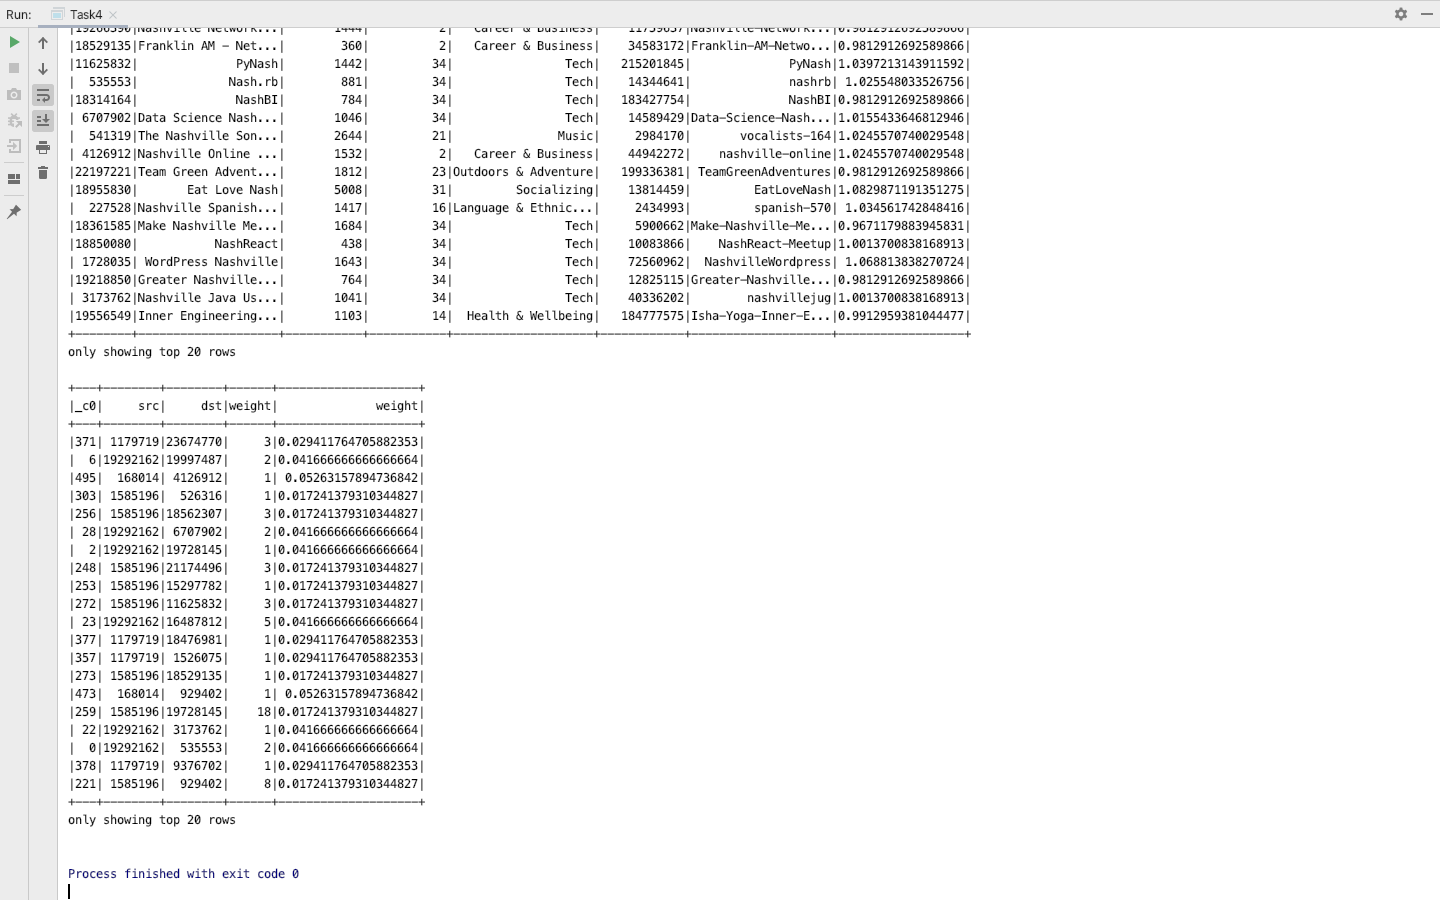 Run: Task4
|19266390|Nashville Network...| 1444| 2| Career & Business| 11759637|Nashville-Network...|0.9812912692589866|
|18529135|Franklin AM - Net...| 360| 2| Career & Business| 34583172|Franklin-AM-Netwo...|0.9812912692589866|
|11625832| PyNash| 1442| 34| Tech| 215201845| PyNash|1.0397213143911592|
| 535553| Nash.rb| 881| 34| Tech| 14344641| nashrb| 1.025548033526756|
|18314164| NashBI| 784| 34| Tech| 183427754| NashBI|0.9812912692589866|
| 6707902|Data Science Nash...| 1046| 34| Tech| 14589429|Data-Science-Nash...|1.0155433646812946|
| 541319|The Nashville Son...| 2644| 21| Music| 2984170| vocalists-164|1.0245570740029548|
| 4126912|Nashville Online ...| 1532| 2| Career & Business| 44942272| nashville-online|1.0245570740029548|
|22197221|Team Green Advent...| 1812| 23|Outdoors & Adventure| 199336381| TeamGreenAdventures|0.9812912692589866|
|18955830| Eat Love Nash| 5008| 31| Socializing| 13814459| EatLoveNash|1.0829871191351275|
| 227528|Nashville Spanish...| 1417| 16|Language & Ethnic...| 2434993| spanish-570| 1.034561742848416|
|18361585|Make Nashville Me...| 1684| 34| Tech| 5900662|Make-Nashville-Me...|0.9671179883945831|
|18850080| NashReact| 438| 34| Tech| 10083866| NashReact-Meetup|1.0013700838168913|
| 1728035| WordPress Nashville| 1643| 34| Tech| 72560962| NashvilleWordpress| 1.068813838270724|
|19218850|Greater Nashville...| 764| 34| Tech| 12825115|Greater-Nashville...|0.9812912692589866|
| 3173762|Nashville Java Us...| 1041| 34| Tech| 40336202| nashvillejug|1.0013700838168913|
|19556549|Inner Engineering...| 1103| 14| Health & Wellbeing| 184777575|Isha-Yoga-Inner-E...|0.9912959381044477|
+--------+--------------------+-----------+-----------+--------------------+------------+--------------------+------------------+
only showing top 20 rows
+---+--------+--------+------+--------------------+
|_c0| src| dst|weight| weight|
+---+--------+--------+------+--------------------+
|371| 1179719|23674770| 3|0.029411764705882353|
| 6|19292162|19997487| 2|0.041666666666666664|
|495| 168014| 4126912| 1| 0.05263157894736842|
|303| 1585196| 526316| 1|0.017241379310344827|
|256| 1585196|18562307| 3|0.017241379310344827|
| 28|19292162| 6707902| 2|0.041666666666666664|
| 2|19292162|19728145| 1|0.041666666666666664|
|248| 1585196|21174496| 3|0.017241379310344827|
|253| 1585196|15297782| 1|0.017241379310344827|
|272| 1585196|11625832| 3|0.017241379310344827|
| 23|19292162|16487812| 5|0.041666666666666664|
|377| 1179719|18476981| 1|0.029411764705882353|
|357| 1179719| 1526075| 1|0.029411764705882353|
|273| 1585196|18529135| 1|0.017241379310344827|
|473| 168014| 929402| 1| 0.05263157894736842|
|259| 1585196|19728145| 18|0.017241379310344827|
| 22|19292162| 3173762| 1|0.041666666666666664|
| 0|19292162| 535553| 2|0.041666666666666664|
|378| 1179719| 9376702| 1|0.029411764705882353|
|221| 1585196| 929402| 8|0.017241379310344827|
+---+--------+--------+------+--------------------+
only showing top 20 rows
Process finished with exit code 0